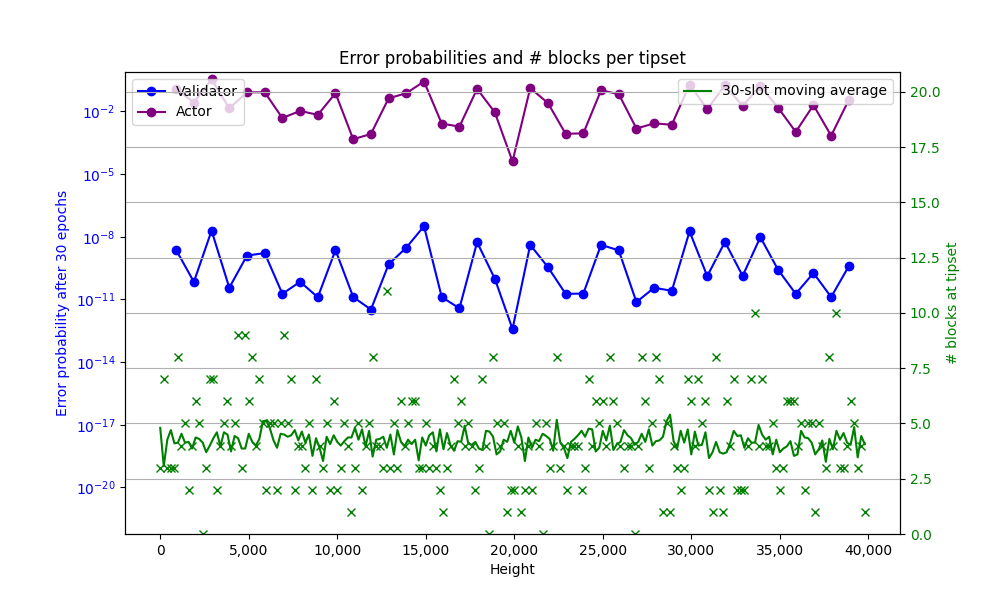 Error probabilities and # blocks per tipset
Validator
Actor
30-slot moving average
Error probability after 30 epochs
10⁻²
10⁻⁵
10⁻⁸
10⁻¹¹
10⁻¹⁴
10⁻¹⁷
10⁻²⁰
20.0
17.5
15.0
12.5
10.0
7.5
5.0
2.5
0.0
# blocks at tipset
0 5,000 10,000 15,000 20,000 25,000 30,000 35,000 40,000
Height